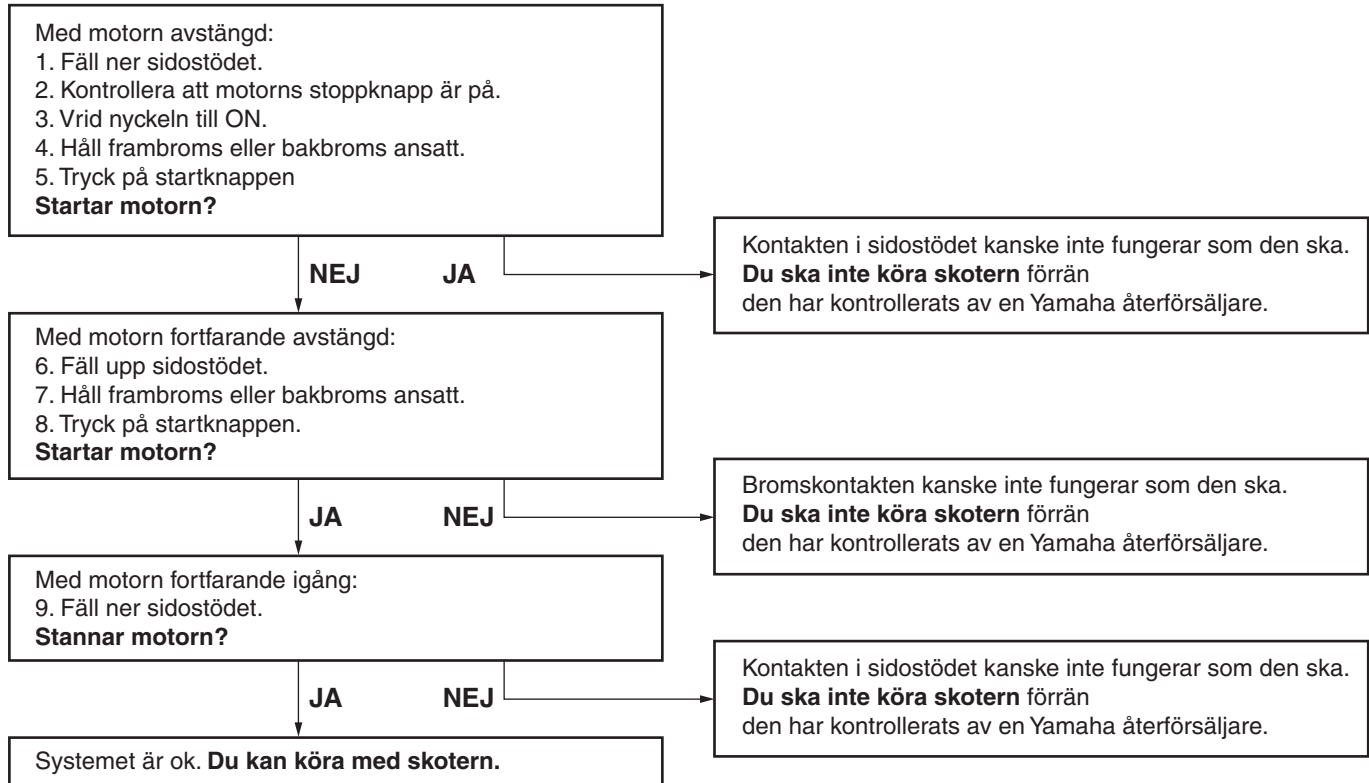 Med motorn avstängd:
1. Fäll ner sidostödet.
2. Kontrollera att motorns stoppknapp är på.
3. Vrid nyckeln till ON.
4. Håll frambroms eller bakbroms ansatt.
5. Tryck på startknappen
Startar motorn?
NEJ
JA
Kontakten i sidostödet kanske inte fungerar som den ska.
Du ska inte köra skotern förrän
den har kontrollerats av en Yamaha återförsäljare.
Med motorn fortfarande avstängd:
6. Fäll upp sidostödet.
7. Håll frambroms eller bakbroms ansatt.
8. Tryck på startknappen.
Startar motorn?
JA
NEJ
Bromskontakten kanske inte fungerar som den ska.
Du ska inte köra skotern förrän
den har kontrollerats av en Yamaha återförsäljare.
Med motorn fortfarande igång:
9. Fäll ner sidostödet.
Stannar motorn?
JA
NEJ
Kontakten i sidostödet kanske inte fungerar som den ska.
Du ska inte köra skotern förrän
den har kontrollerats av en Yamaha återförsäljare.
Systemet är ok. Du kan köra med skotern.